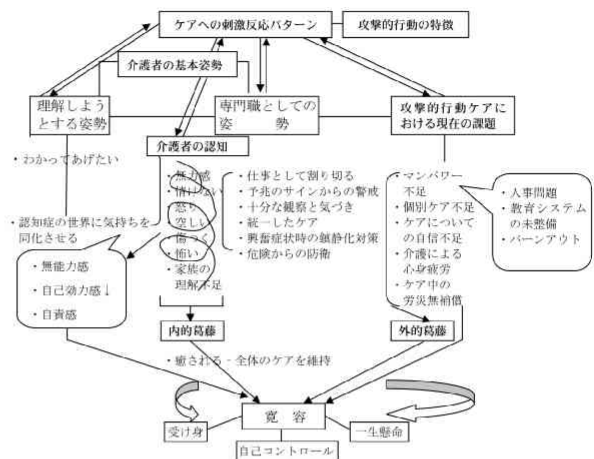 ケアへの刺激反応パターン
攻撃的行動の特徴
介護者の基本姿勢
理解しよう
とする姿勢
専門職としての
姿　　勢
攻撃的行動ケアに
おける現在の課題
・わかってあげたい
・認知症の世界に気持ちを
同化させる
・無能力感
・自己効力感↓
・自責感
介護者の認知
・無力感
・情けない
・怒り
・空しい
・傷つく
・怖い
・家族の
理解不足
・仕事として割り切る
・予兆のサインからの警戒
・十分な観察と気づき
・統一したケア
・興奮症状時の鎮静化対策
・危険からの防衛
・マンパワー
不足
・個別ケア不足
・ケアについて
の自信不足
・介護による
心身疲労
・ケア中の
労災無補償
・人事問題
・教育システム
の未整備
・バーンアウト
内的葛藤
外的葛藤
・癒される‐全体のケアを維持
寛　容
受け身
一生懸命
自己コントロール